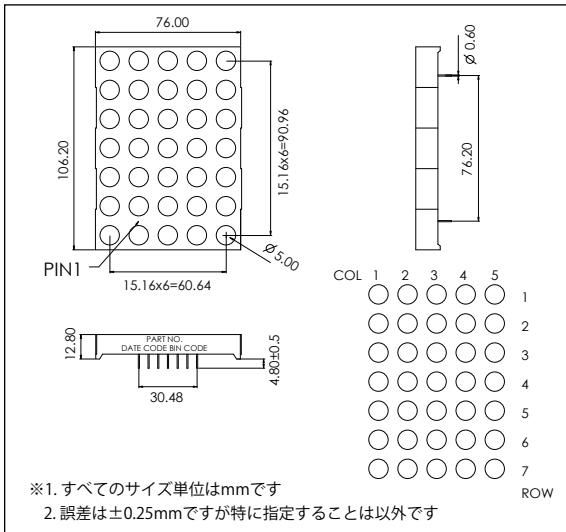 76.00
Ø 0.60
106.20
15.16x6=90.96
76.20
PIN1
Ø5.00
15.16x6=60.64
COL 1 2 3 4 5
1
2
3
4
5
6
7
ROW
12.80
PART NO.
DATE CODE BIN CODE
4.80±0.5
30.48
※1. すべてのサイズ単位はmmです
2. 誤差は±0.25mmですが特に指定することは以外です